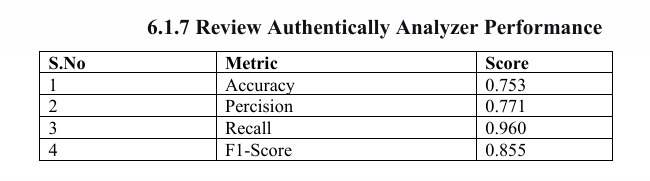 6.1.7 Review Authentically Analyzer Performance
S.No Metric Score
1 Accuracy 0.753
2 Percision 0.771
3 Recall 0.960
4 F1-Score 0.855